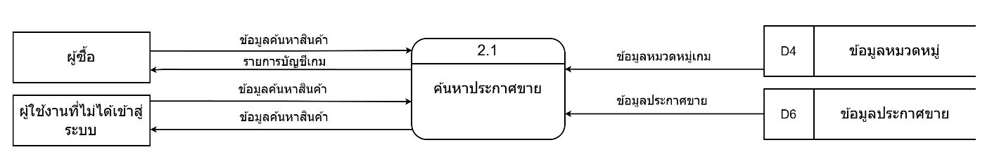 ผู้ซื้อ
ข้อมูลค้นหาสินค้า
รายการบัญชีเกม
ผู้ใช้งานที่ไม่ได้เข้าสู่
ระบบ
ข้อมูลค้นหาสินค้า
ข้อมูลค้นหาสินค้า
2.1
ค้นหาประกาศขาย
ข้อมูลหมวดหมู่เกม
ข้อมูลประกาศขาย
D4 ข้อมูลหมวดหมู่
D6 ข้อมูลประกาศขาย